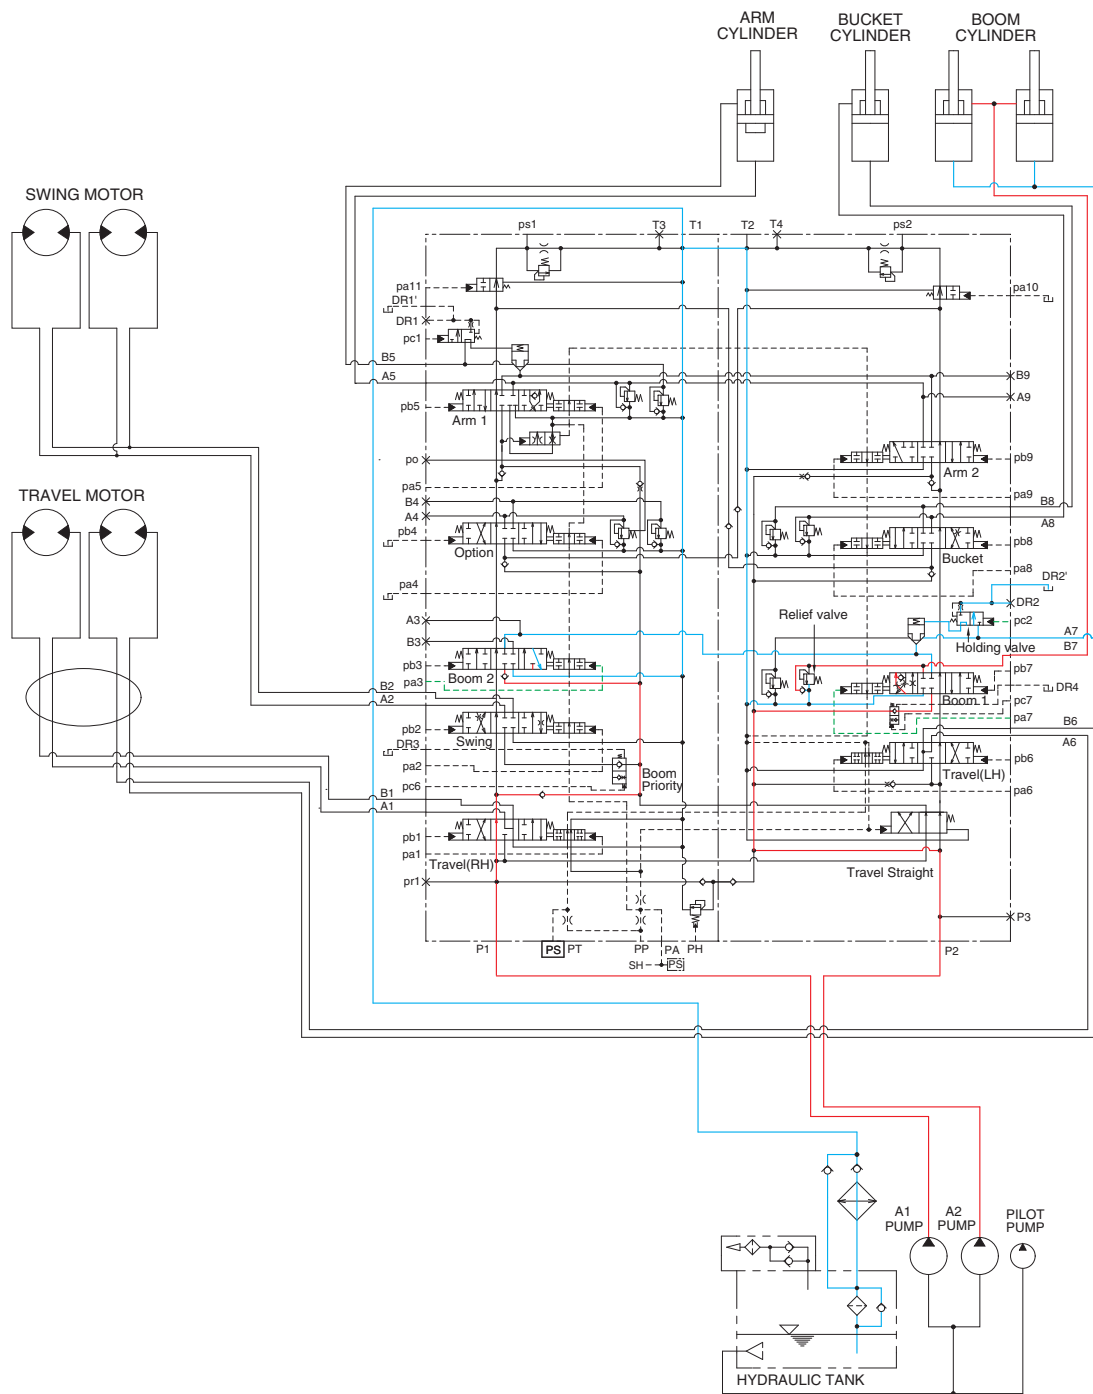 ARM
CYLINDER
BUCKET
CYLINDER
BOOM
CYLINDER
SWING MOTOR
TRAVEL MOTOR
ps1
T3
T1
T2
T4
ps2
pa11
DR1'
DR1
pc1
B5
A5
pb5
Arm 1
po
pa5
B4
A4
pb4
Option
pa4
A3
B3
pb3
Boom 2
pa3
B2
A2
pb2
Swing
DR3
pa2
pc6
Boom
Priority
B1
A1
pb1
Travel(RH)
pa1
pr1
pa10
B9
A9
Arm 2
pb9
pa9
B8
A8
Bucket
pb8
pa8
DR2'
DR2
Relief valve
pc2
A7
Holding valve
B7
pb7
Boom 1
DR4
pc7
pa7
B6
A6
Travel(LH)
pb6
pa6
Travel Straight
P3
P1
PS
PT
PP
PA
PH
P2
SH
PS
A1
PUMP
A2
PUMP
PILOT
PUMP
HYDRAULIC TANK